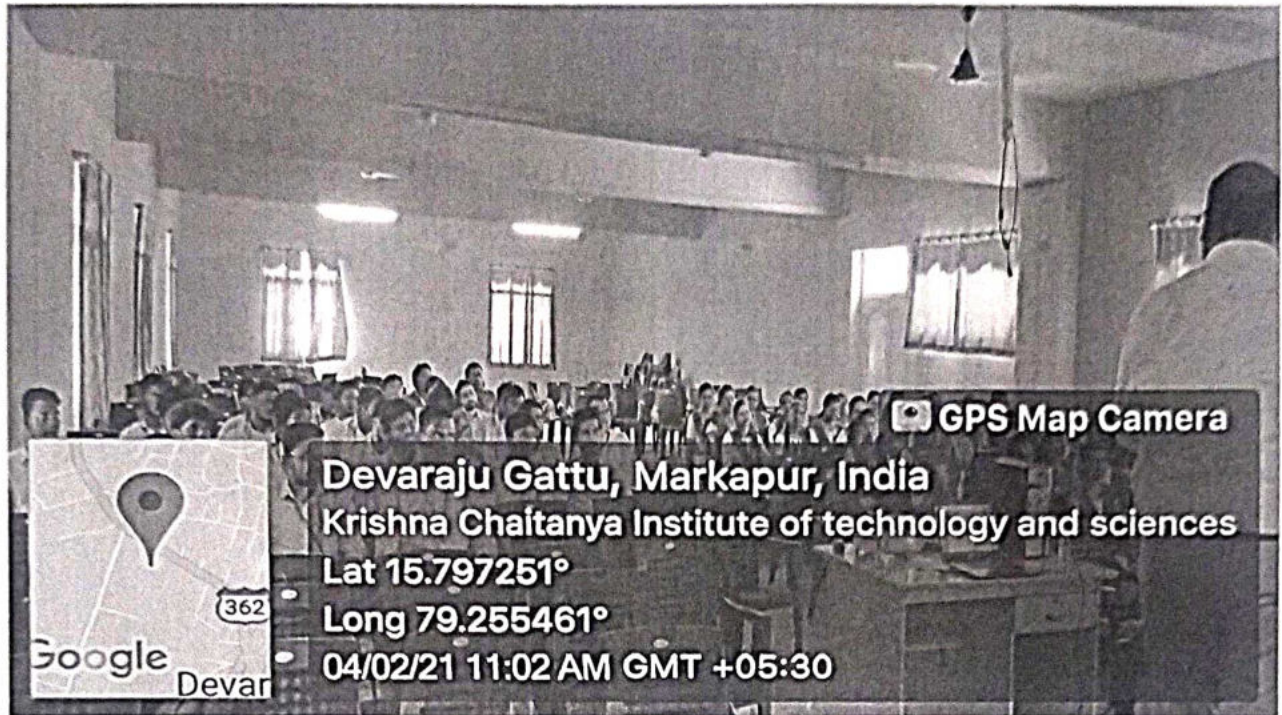 GPS Map Camera
Devaraju Gattu, Markapur, India
Krishna Chaitanya Institute of technology and sciences
Lat 15.797251°
Long 79.255461°
04/02/21 11:02 AM GMT +05:30
362
Google
Devar